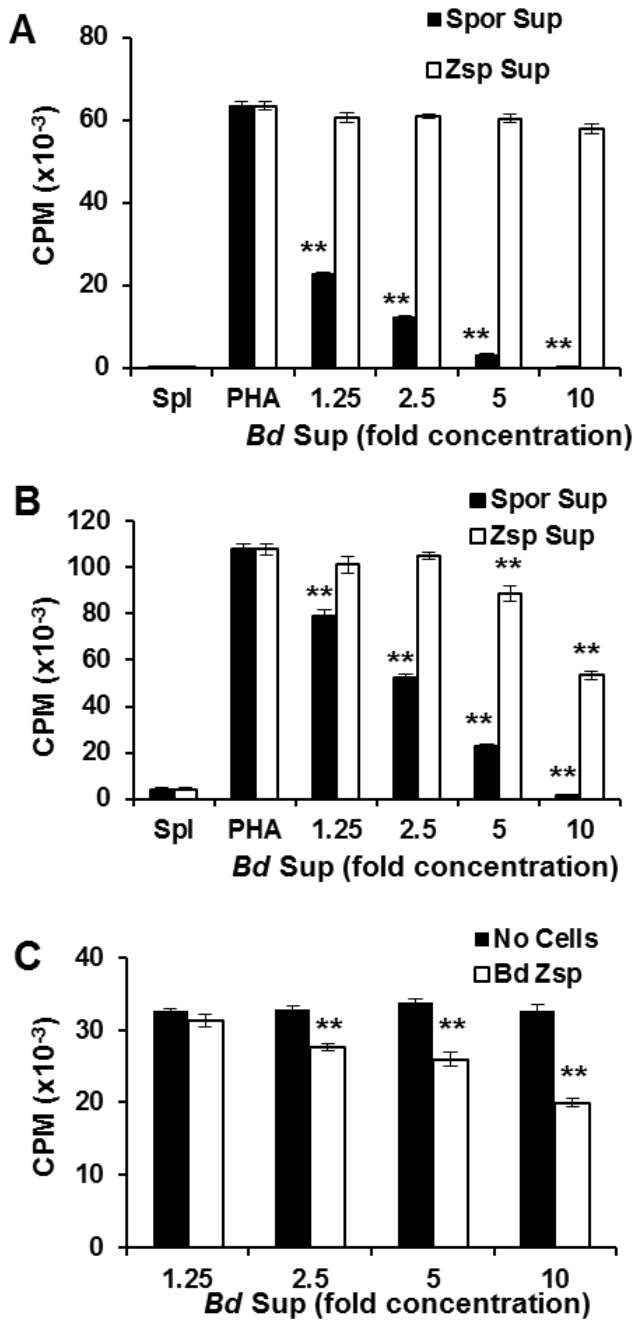 A
Spor Sup
Zsp Sup
80
60
40
20
0
CPM (x10-3)
**
**
**
**
Spl PHA 1.25 2.5 5 10
Bd Sup (fold concentration)
B
Spor Sup
Zsp Sup
120
100
80
60
40
20
0
CPM (x10-3)
**
**
**
**
**
**
Spl PHA 1.25 2.5 5 10
Bd Sup (fold concentration)
C
No Cells
Bd Zsp
40
30
20
10
0
CPM (x10-3)
**
**
**
1.25 2.5 5 10
Bd Sup (fold concentration)